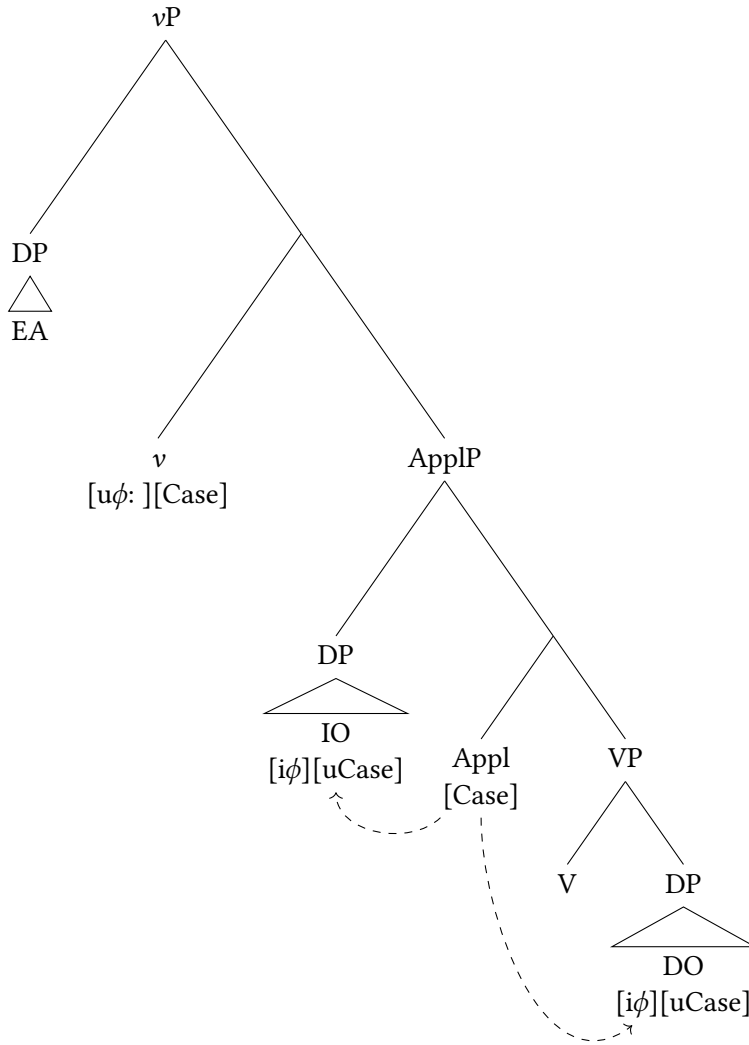 vP
DP
EA
v
[uϕ: ][Case]
ApplP
DP
IO
[iϕ][uCase]
Appl
[Case]
VP
V
DP
DO
[iϕ][uCase]